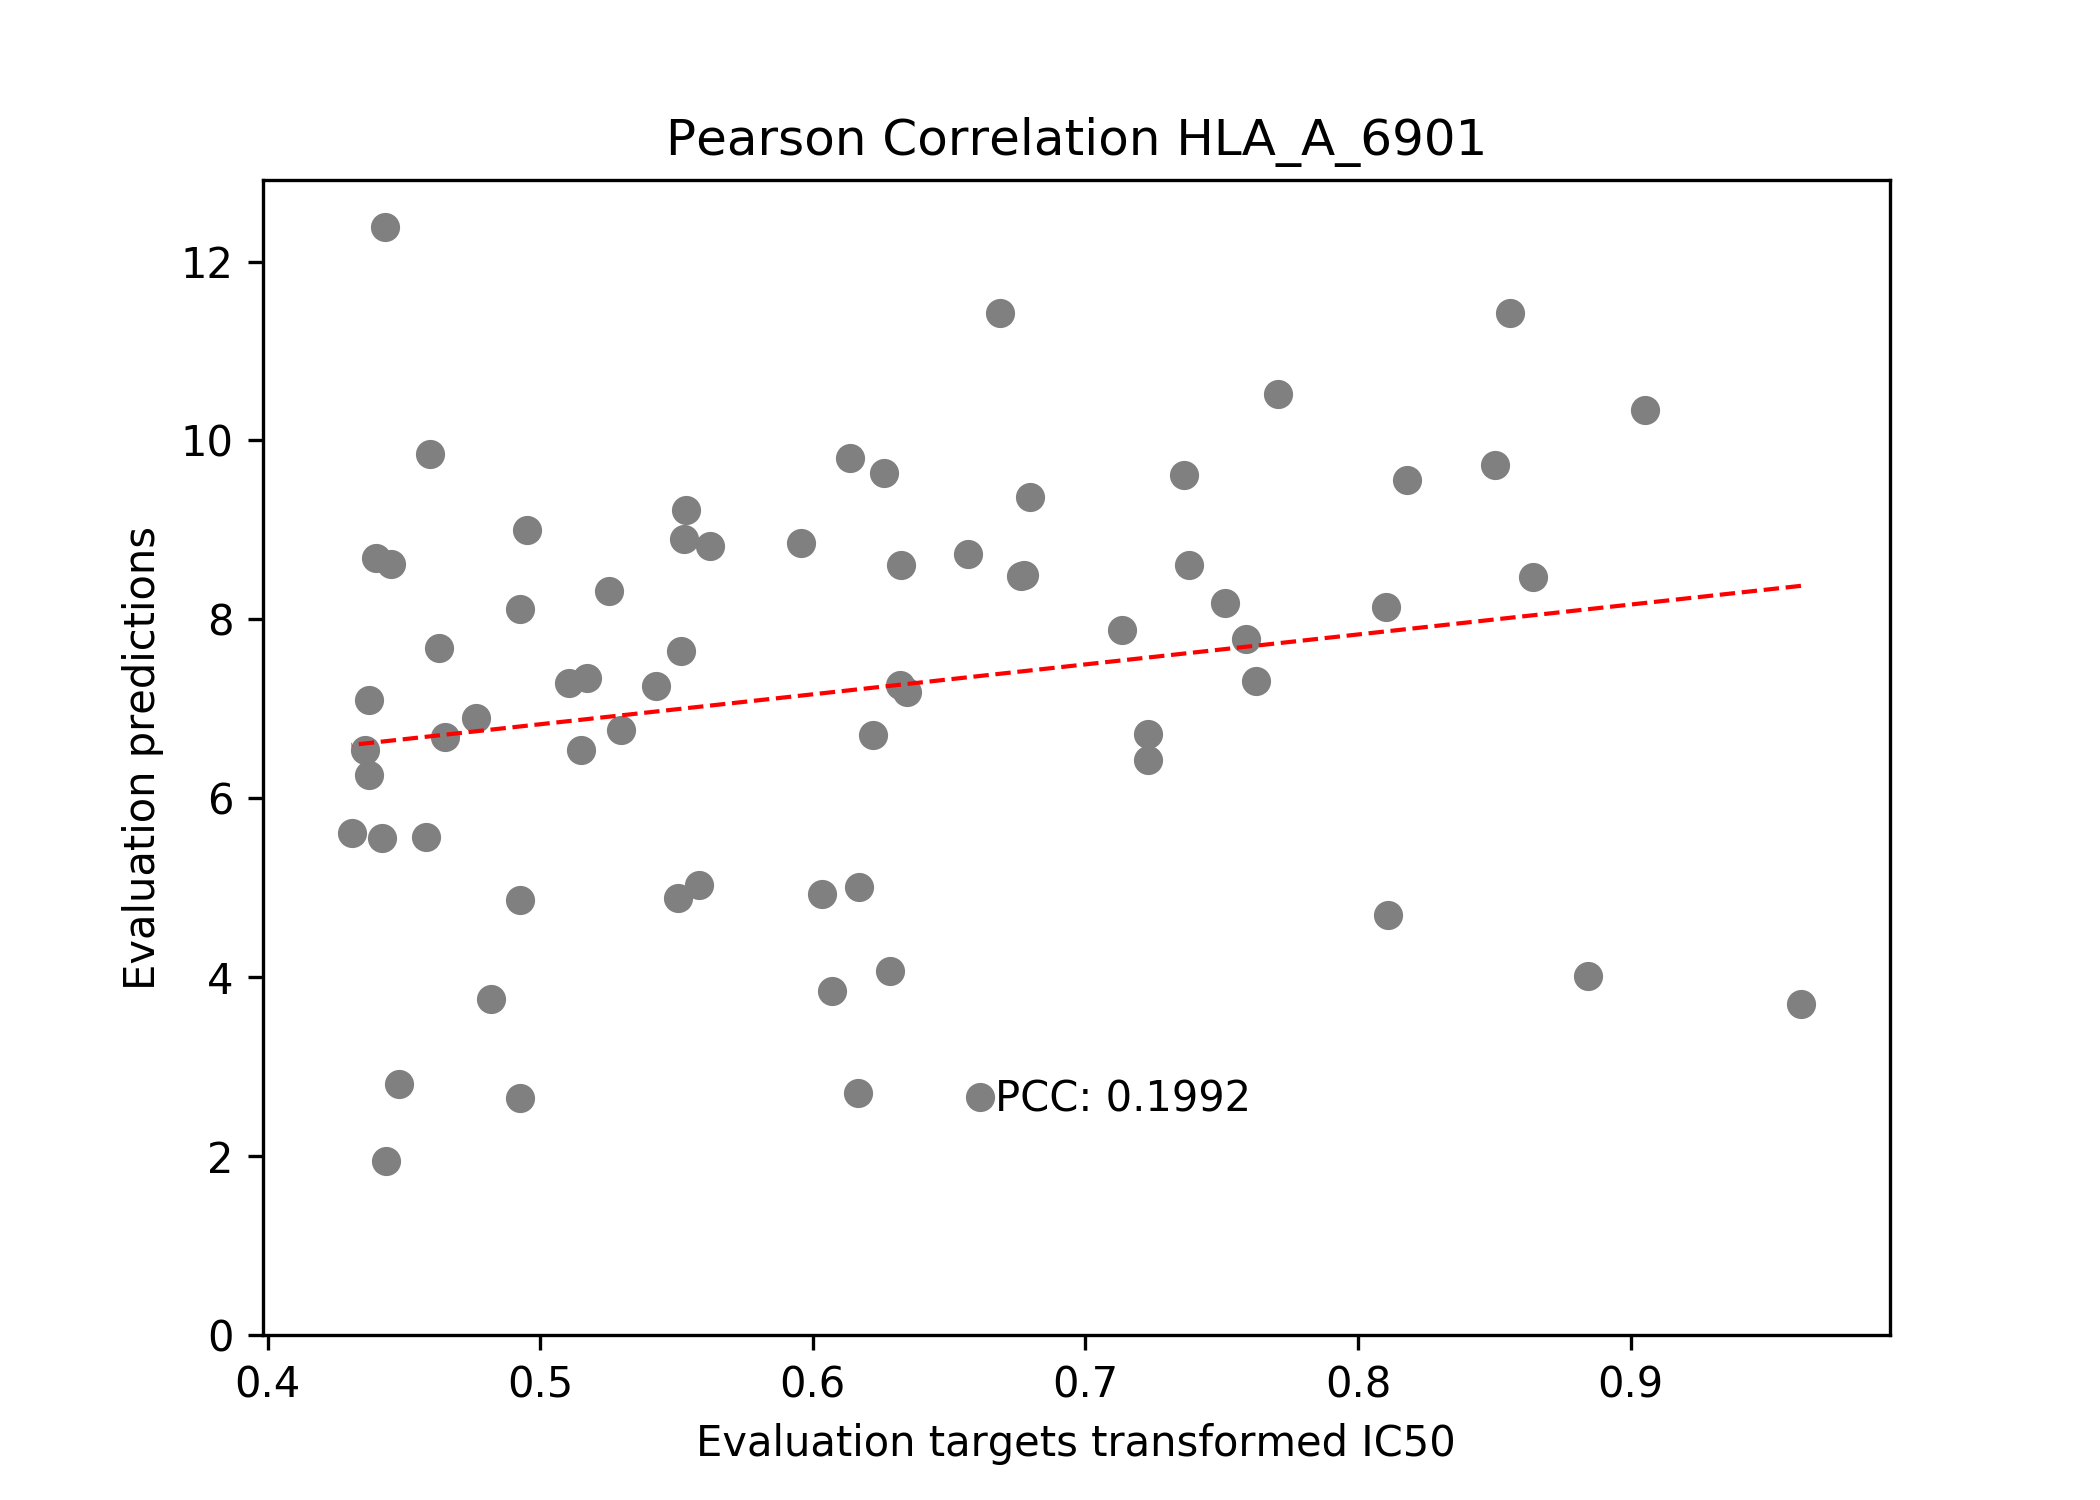 Pearson Correlation HLA_A_6901
Evaluation predictions
12
10
8
6
4
2
0
PCC: 0.1992
0.4 0.5 0.6 0.7 0.8 0.9
Evaluation targets transformed IC50